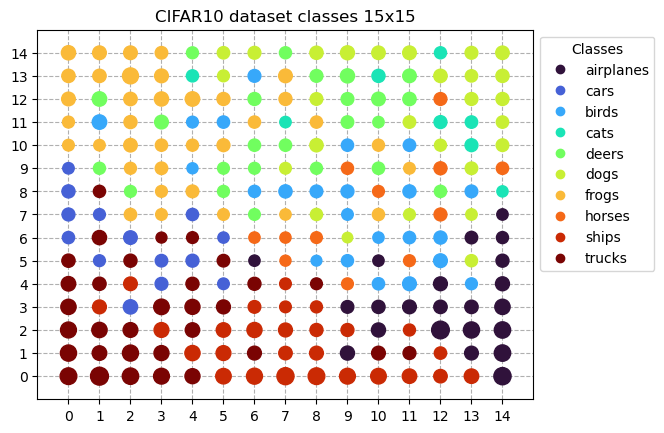 CIFAR10 dataset classes 15x15
14
13
12
11
10
9
8
7
6
5
4
3
2
1
0
0 1 2 3 4 5 6 7 8 9 10 11 12 13 14
Classes
airplanes
cars
birds
cats
deers
dogs
frogs
horses
ships
trucks